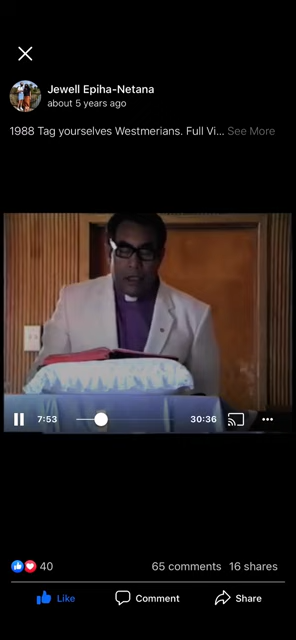 Jewell Epiha-Netana
about 5 years ago
1988 Tag yourselves Westmerians. Full Vi... See More
7:53
30:36
40
65 comments 16 shares
Like Comment Share